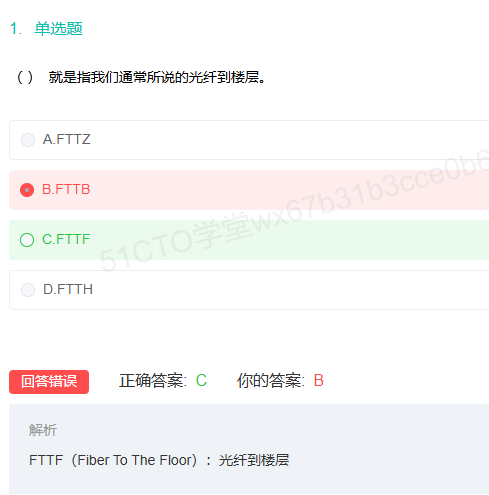 1. 单选题
（ ） 就是指我们通常所说的光纤到楼层。
A.FTTZ
B.FTTB
C.FTTF
D.FTTH
51CTO学堂wx67b31b3cce0b6
回答错误 正确答案: C 你的答案: B
解析
FTTF（Fiber To The Floor）：光纤到楼层